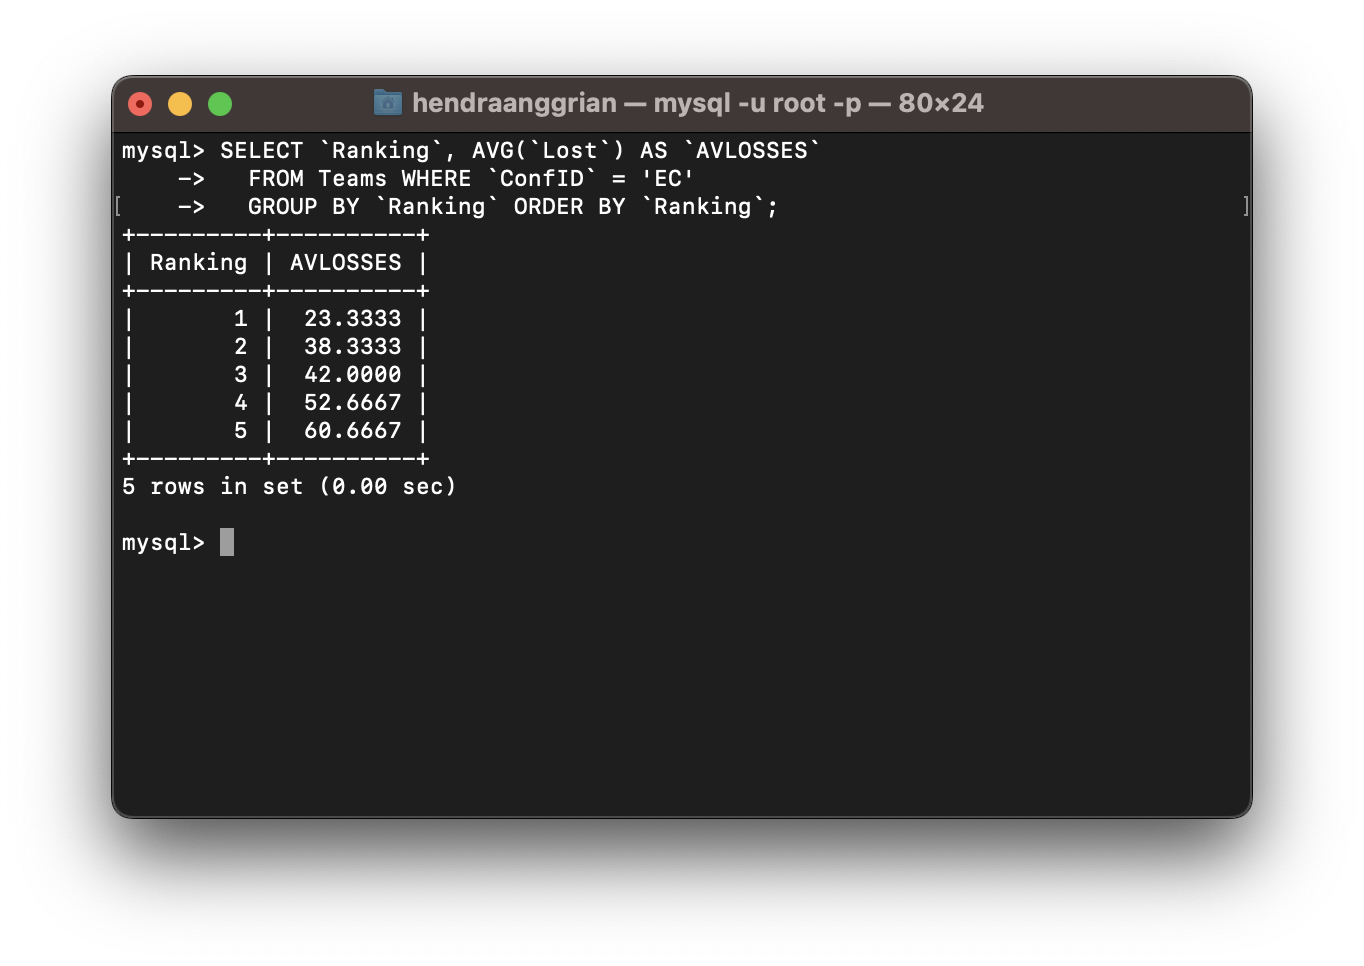 hendraanggrian — mysql -u root -p — 80×24
mysql> SELECT `Ranking`, AVG(`Lost`) AS `AVLOSSES`
    ->   FROM Teams WHERE `ConfID` = 'EC'
[    ->   GROUP BY `Ranking` ORDER BY `Ranking`; ]
+---------+----------+
| Ranking | AVLOSSES |
+---------+----------+
|       1 |  23.3333 |
|       2 |  38.3333 |
|       3 |  42.0000 |
|       4 |  52.6667 |
|       5 |  60.6667 |
+---------+----------+
5 rows in set (0.00 sec)
mysql>